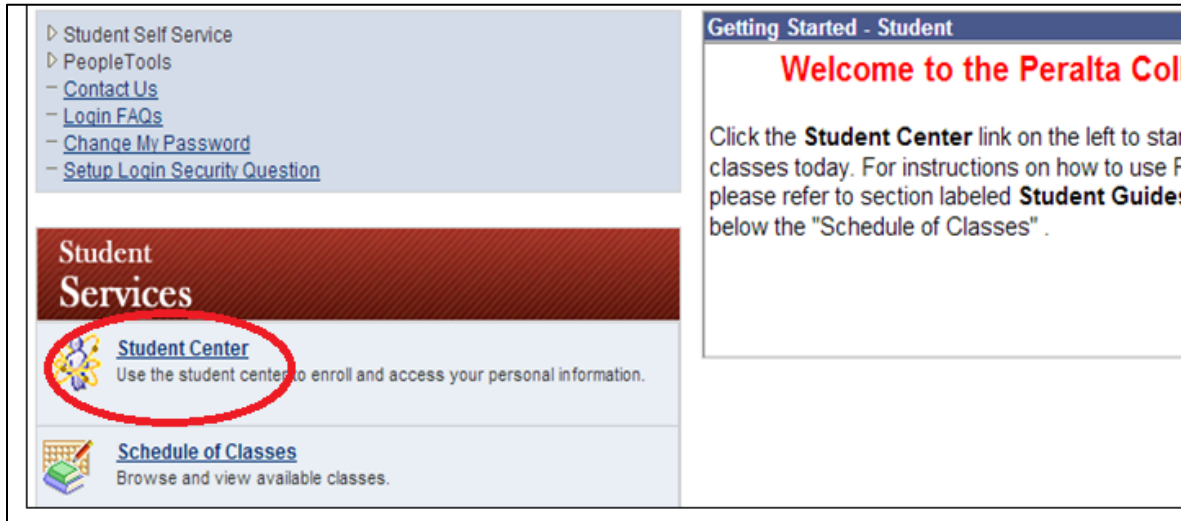 Student Self Service
PeopleTools
Contact Us
Login FAQs
Change My Password
Setup Login Security Question
Student
Services
Student Center
Use the student center to enroll and access your personal information.
Schedule of Classes
Browse and view available classes.
Getting Started - Student
Welcome to the Peralta Col
Click the Student Center link on the left to star
classes today. For instructions on how to use
please refer to section labeled Student Guides
below the "Schedule of Classes" .